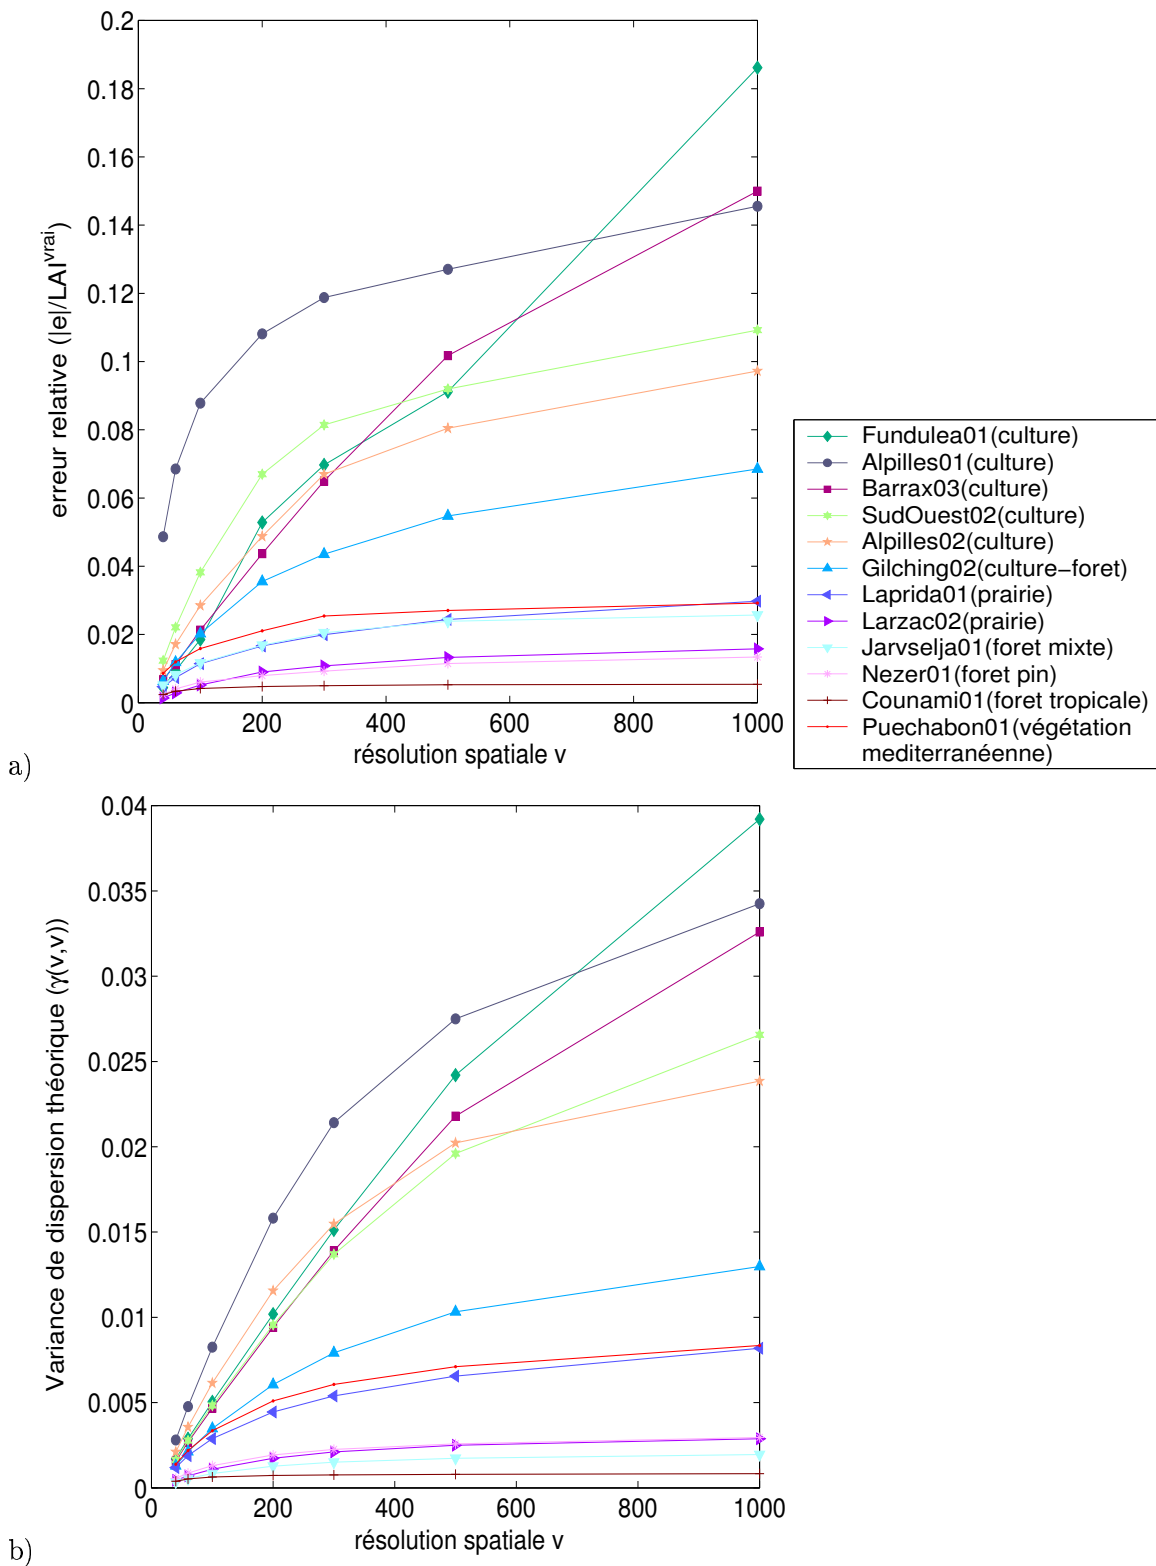 0.2
0.18
0.16
0.14
0.12
0.1
0.08
0.06
0.04
0.02
0
erreur relative (|e|/LAI^vrai)
0 200 400 600 800 1000
résolution spatiale v
a)
Fundulea01(culture)
Alpilles01(culture)
Barrax03(culture)
SudOuest02(culture)
Alpilles02(culture)
Gilching02(culture−foret)
Laprida01(prairie)
Larzac02(prairie)
Jarvselja01(foret mixte)
Nezer01(foret pin)
Counami01(foret tropicale)
Puechabon01(végétation
mediterranéenne)
0.04
0.035
0.03
0.025
0.02
0.015
0.01
0.005
0
Variance de dispersion théorique (γ(v,v))
0 200 400 600 800 1000
résolution spatiale v
b)